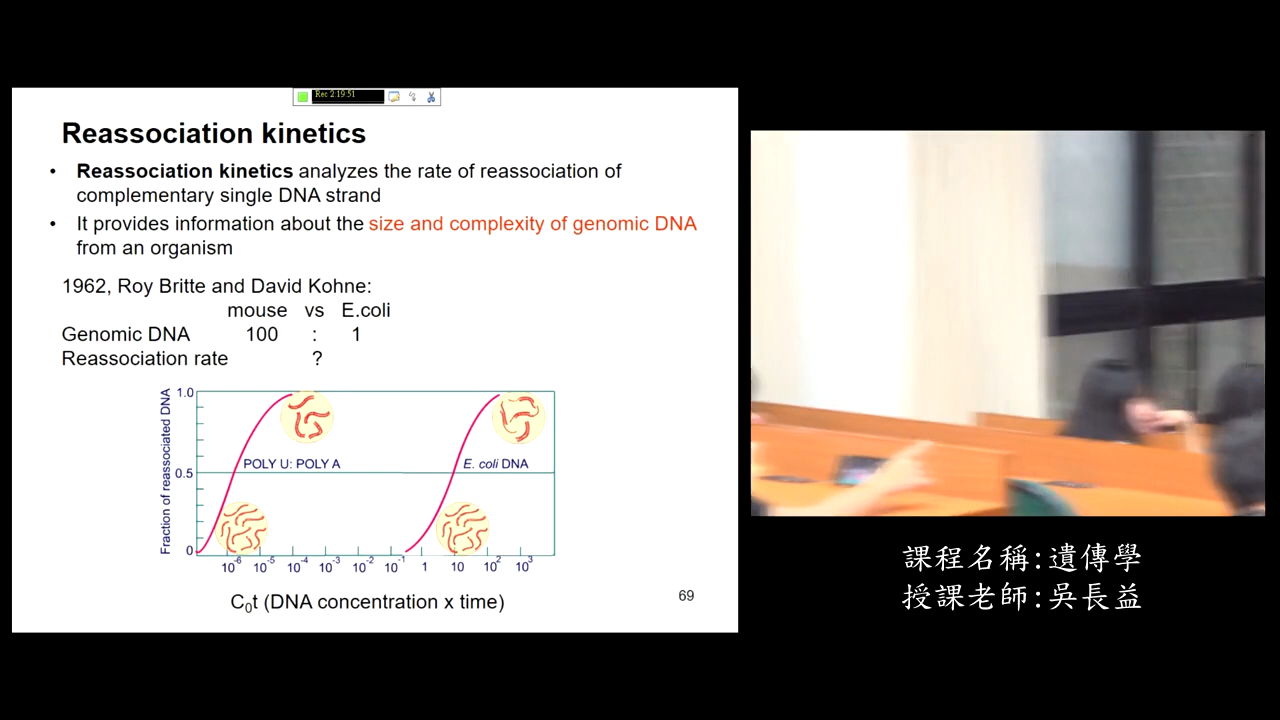 Rec 2:19:51
Reassociation kinetics
• Reassociation kinetics analyzes the rate of reassociation of
complementary single DNA strand
• It provides information about the size and complexity of genomic DNA
from an organism
1962, Roy Britte and David Kohne:
mouse vs E.coli
Genomic DNA 100 : 1
Reassociation rate ?
Fraction of reassociated DNA
1.0
0.5
0
POLY U: POLY A
E. coli DNA
10⁻⁶ 10⁻⁵ 10⁻⁴ 10⁻³ 10⁻² 10⁻¹ 1 10 10² 10³
C₀t (DNA concentration x time)
69
課程名稱:遺傳學
授課老師:吳長益